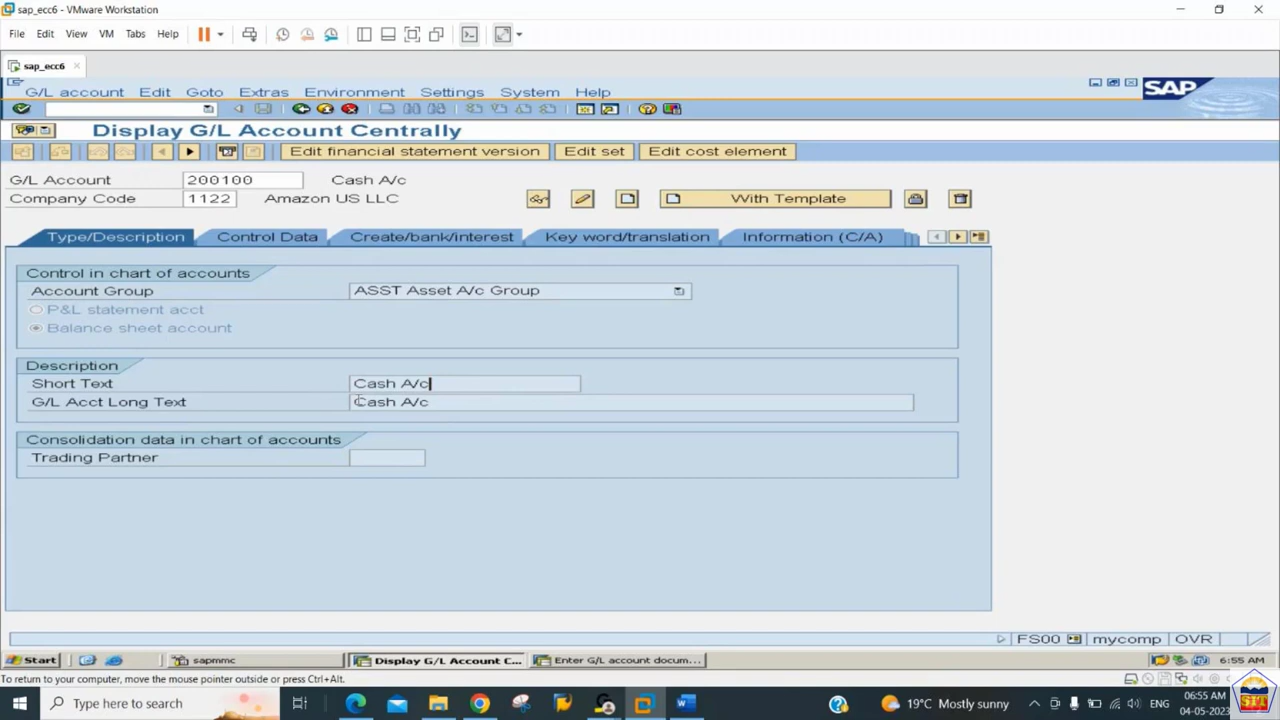 sap_ecc6 - VMware Workstation
File Edit View VM Tabs Help
sap_ecc6
G/L account Edit Goto Extras Environment Settings System Help
SAP
Display G/L Account Centrally
Edit financial statement version Edit set Edit cost element
G/L Account 200100 Cash A/c
Company Code 1122 Amazon US LLC
With Template
Type/Description Control Data Create/bank/interest Key word/translation Information (C/A)
Control in chart of accounts
Account Group ASST Asset A/c Group
P&L statement acct
Balance sheet account
Description
Short Text Cash A/c
G/L Acct Long Text Cash A/c
Consolidation data in chart of accounts
Trading Partner
FS00 mycomp OVR
Start sapmmc Display G/L Account C... Enter G/L account docum... 6:55 AM
To return to your computer, move the mouse pointer outside or press Ctrl+Alt.
Type here to search 19°C Mostly sunny ENG 06:55 AM
04-05-2023